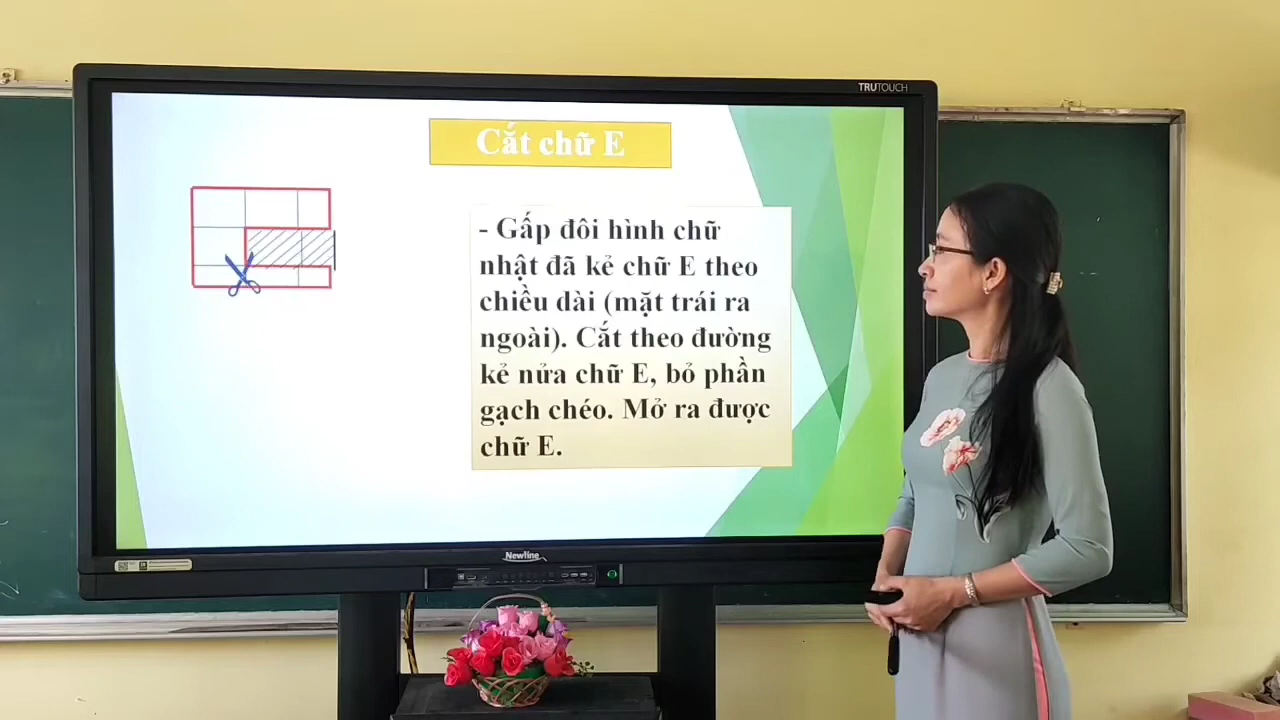 TRUTOUCH
Cắt chữ E
- Gấp đôi hình chữ
nhật đã kẻ chữ E theo
chiều dài (mặt trái ra
ngoài). Cắt theo đường
kẻ nửa chữ E, bỏ phần
gạch chéo. Mở ra được
chữ E.
Newline